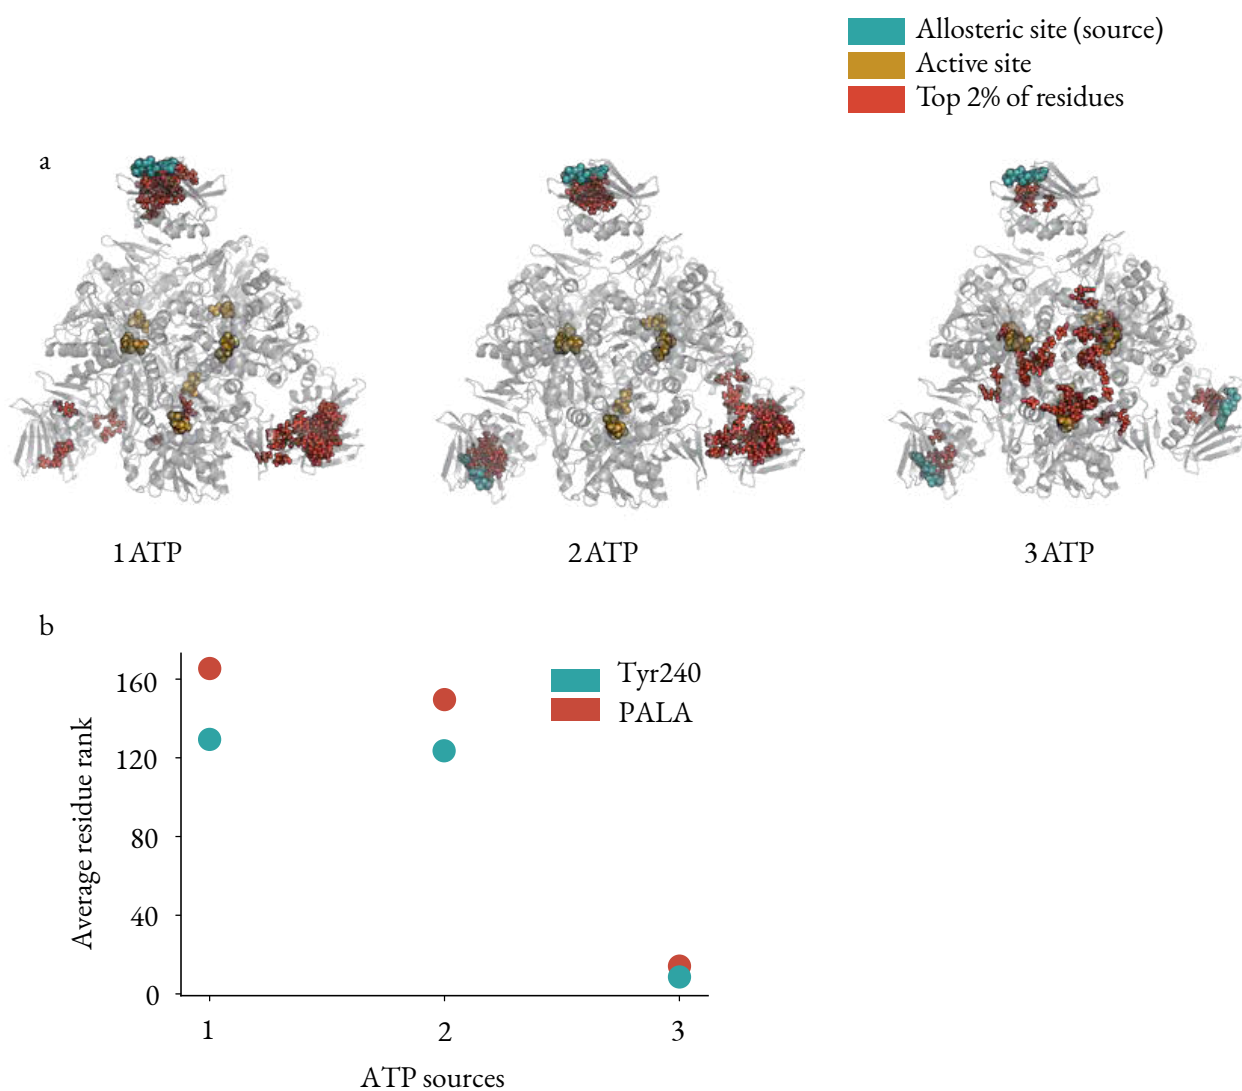 Allosteric site (source)
Active site
Top 2% of residues
a
1 ATP
2 ATP
3 ATP
b
Tyr240
PALA
160
120
80
40
0
Average residue rank
1
2
3
ATP sources